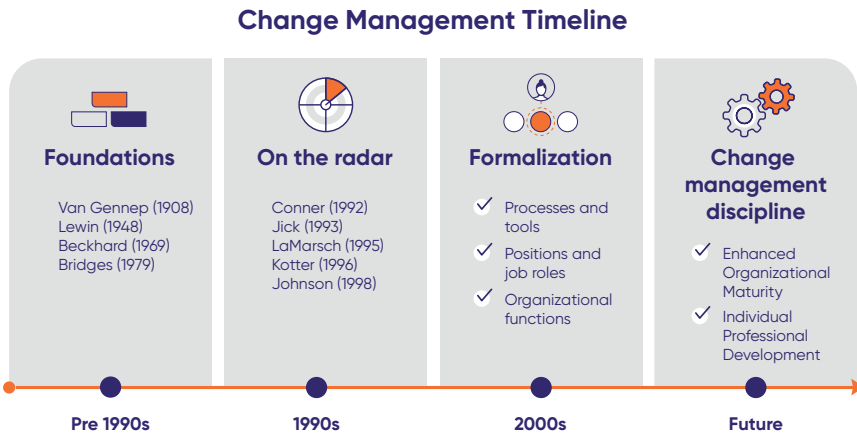 Change Management Timeline
Foundations
Van Gennep (1908)
Lewin (1948)
Beckhard (1969)
Bridges (1979)
On the radar
Conner (1992)
Jick (1993)
LaMarsch (1995)
Kotter (1996)
Johnson (1998)
Formalization
Processes and
tools
Positions and
job roles
Organizational
functions
Change
management
discipline
Enhanced
Organizational
Maturity
Individual
Professional
Development
Pre 1990s
1990s
2000s
Future